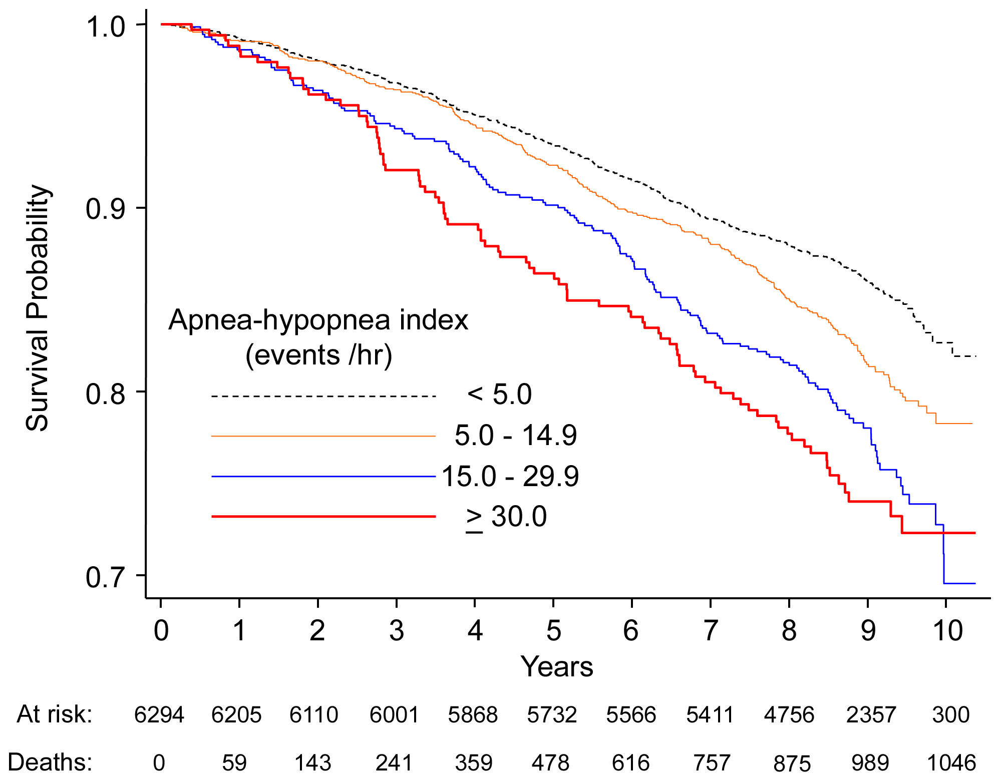 1.0
0.9
0.8
0.7
Survival Probability
Apnea-hypopnea index
(events /hr)
< 5.0
5.0 - 14.9
15.0 - 29.9
≥ 30.0
0 1 2 3 4 5 6 7 8 9 10
Years
At risk: 6294 6205 6110 6001 5868 5732 5566 5411 4756 2357 300
Deaths: 0 59 143 241 359 478 616 757 875 989 1046